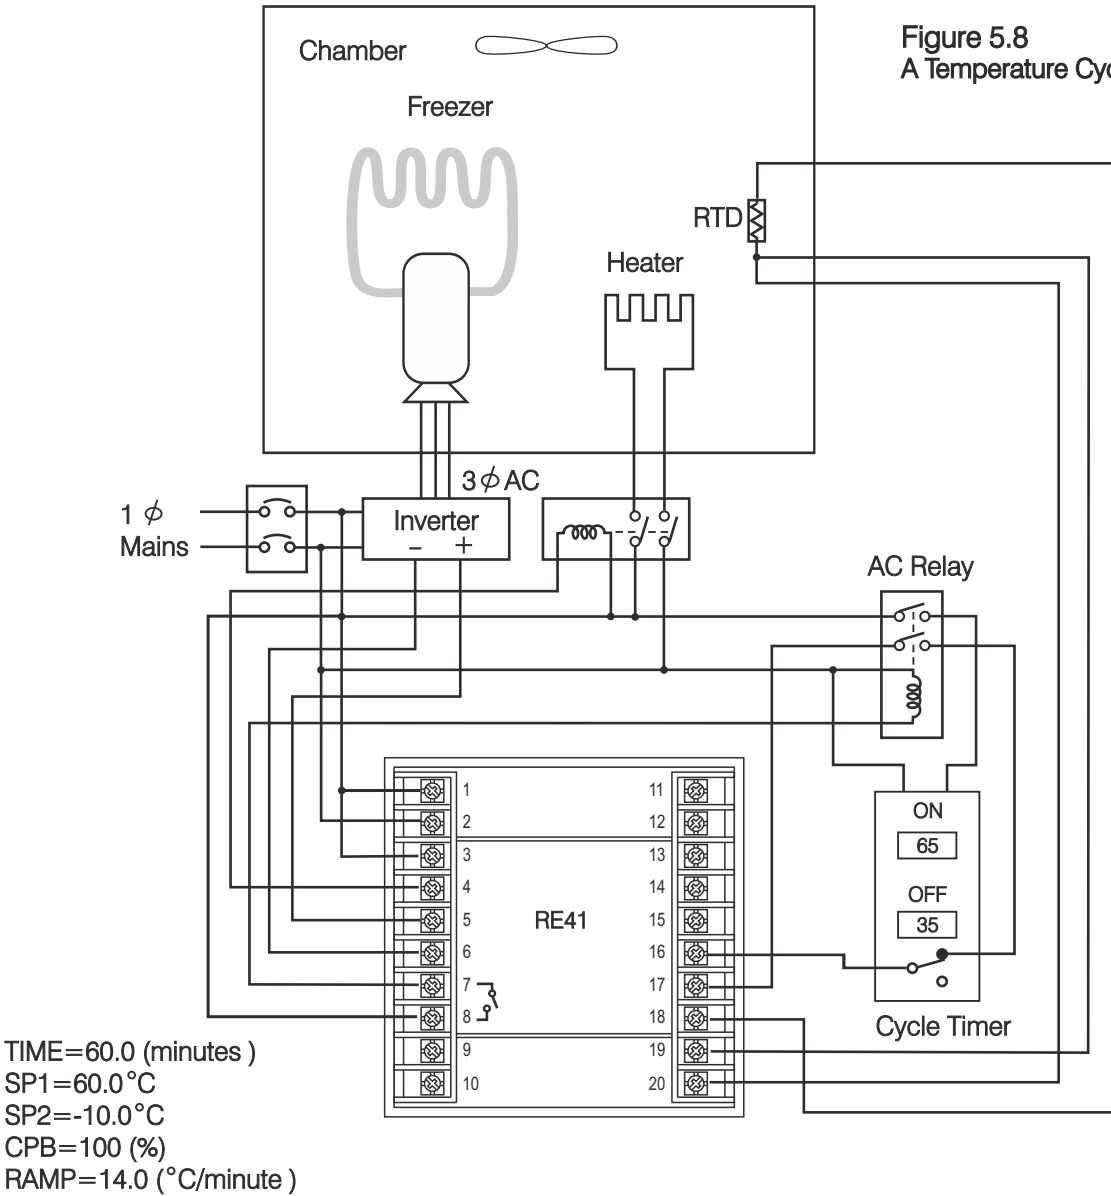 Figure 5.8
A Temperature Cyc
Chamber
Freezer
RTD
Heater
3 ϕ AC
1 ϕ
Mains
Inverter
− +
AC Relay
1
2
3
4
5
6
7
8
9
10
RE41
11
12
13
14
15
16
17
18
19
20
ON
65
OFF
35
Cycle Timer
TIME=60.0 (minutes )
SP1=60.0°C
SP2=-10.0°C
CPB=100 (%)
RAMP=14.0 (°C/minute )